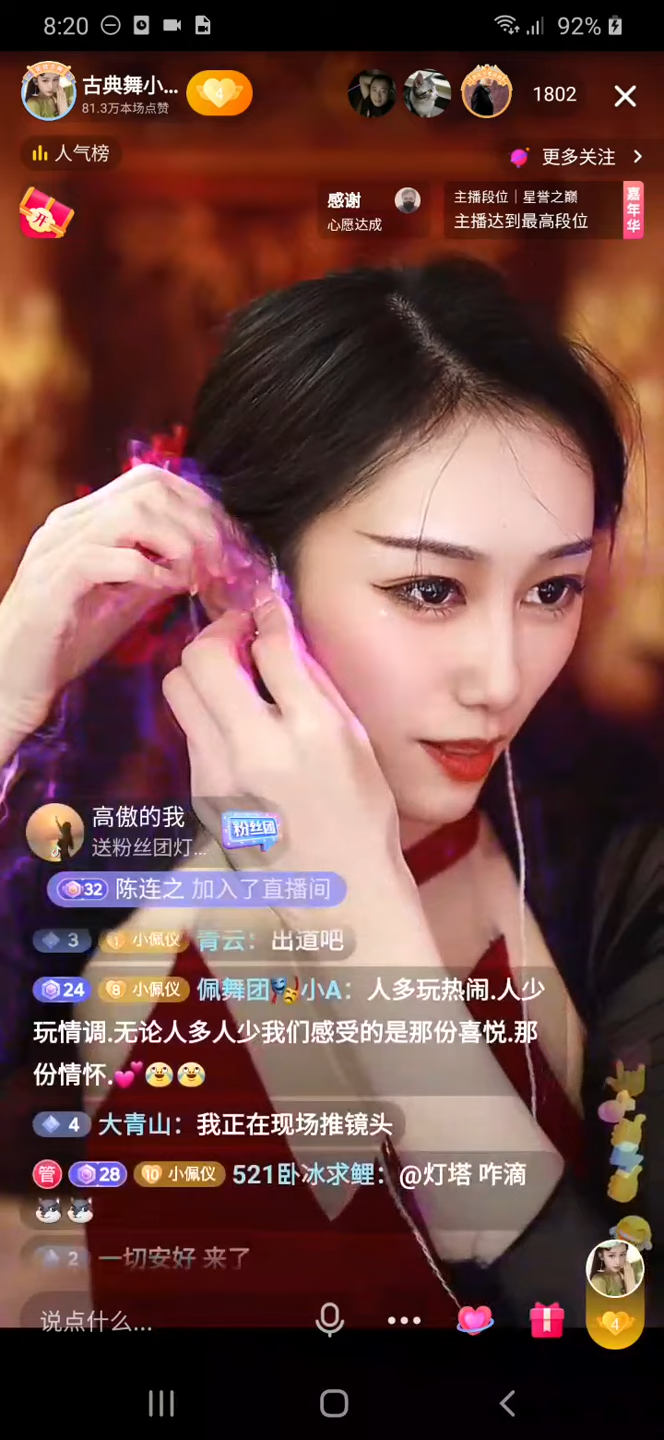 8:20
92%
古典舞小...
81.3万本场点赞
4
1802
人气榜
更多关注
开
感谢
心愿达成
主播段位｜星誉之巅
主播达到最高段位
嘉年华
高傲的我
送粉丝团灯...
粉丝团
32 陈连之 加入了直播间
3 1 小佩仪 青云：出道吧
24 8 小佩仪 佩舞团🎭小A：人多玩热闹.人少
玩情调.无论人多人少我们感受的是那份喜悦.那
份情怀.💕😂😂
4 大青山：我正在现场推镜头
管 28 10 小佩仪 521卧冰求鲤：@灯塔 咋滴
2 一切安好 来了
说点什么...
4